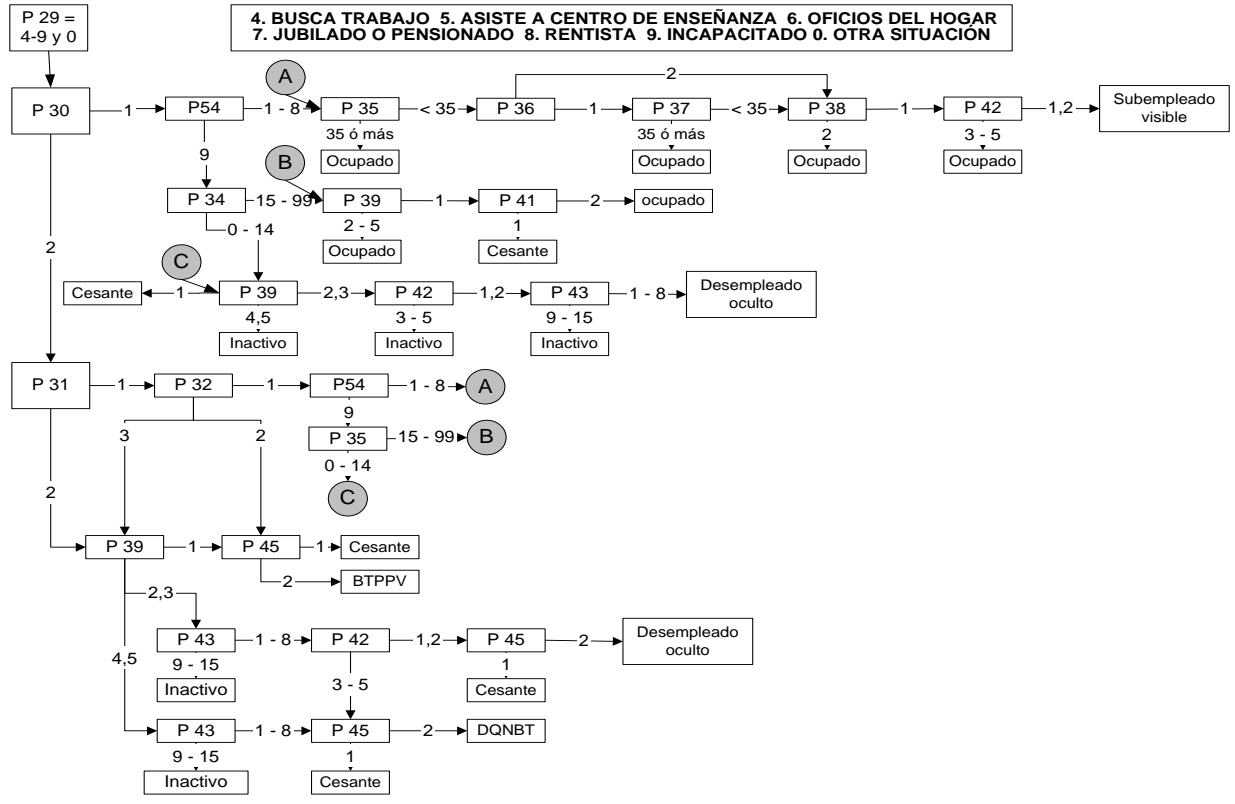 P 29 =
4-9 y 0
4. BUSCA TRABAJO 5. ASISTE A CENTRO DE ENSEÑANZA 6. OFICIOS DEL HOGAR
7. JUBILADO O PENSIONADO 8. RENTISTA 9. INCAPACITADO 0. OTRA SITUACIÓN
2
A
P 30 1 P54 1 - 8 P 35 < 35 P 36 1 P 37 < 35 P 38 1 P 42 1,2 Subempleado
visible
9 35 ó más 35 ó más 2 3 - 5
Ocupado Ocupado Ocupado Ocupado
B
P 34 15 - 99 P 39 1 P 41 2 ocupado
0 - 14 2 - 5 1
Ocupado Cesante
2
C
Cesante 1 P 39 2,3 P 42 1,2 P 43 1 - 8 Desempleado
oculto
4,5 3 - 5 9 - 15
Inactivo Inactivo Inactivo
P 31 1 P 32 1 P54 1 - 8 A
9
3 2 P 35 15 - 99 B
0 - 14
2 C
P 39 1 P 45 1 Cesante
2 BTPPV
2,3
P 43 1 - 8 P 42 1,2 P 45 2 Desempleado
oculto
4,5 9 - 15 3 - 5 1
Inactivo Cesante
P 43 1 - 8 P 45 2 DQNBT
9 - 15 1
Inactivo Cesante